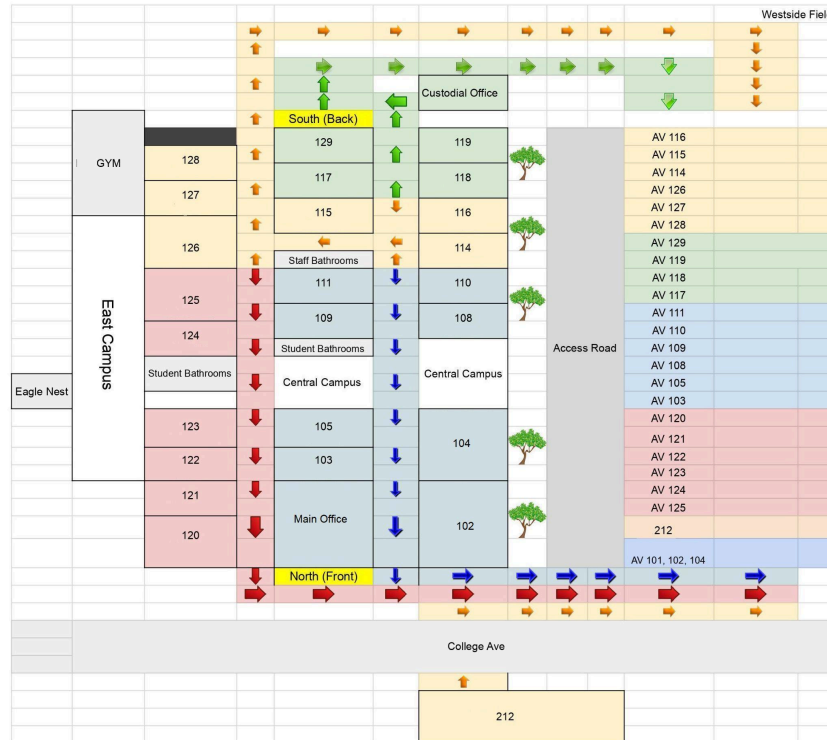 Westside Fiel
Custodial Office
South (Back)
GYM
128
129
119
AV 116
AV 115
127
117
118
AV 114
AV 126
115
116
AV 127
AV 128
126
114
AV 129
Staff Bathrooms
AV 119
East Campus
125
111
110
AV 118
AV 117
124
109
108
AV 111
AV 110
Student Bathrooms
Access Road
AV 109
Student Bathrooms
Central Campus
Central Campus
AV 108
Eagle Nest
AV 105
AV 103
123
105
104
AV 120
AV 121
122
103
AV 122
AV 123
121
AV 124
Main Office
102
AV 125
120
212
AV 101, 102, 104
North (Front)
College Ave
212